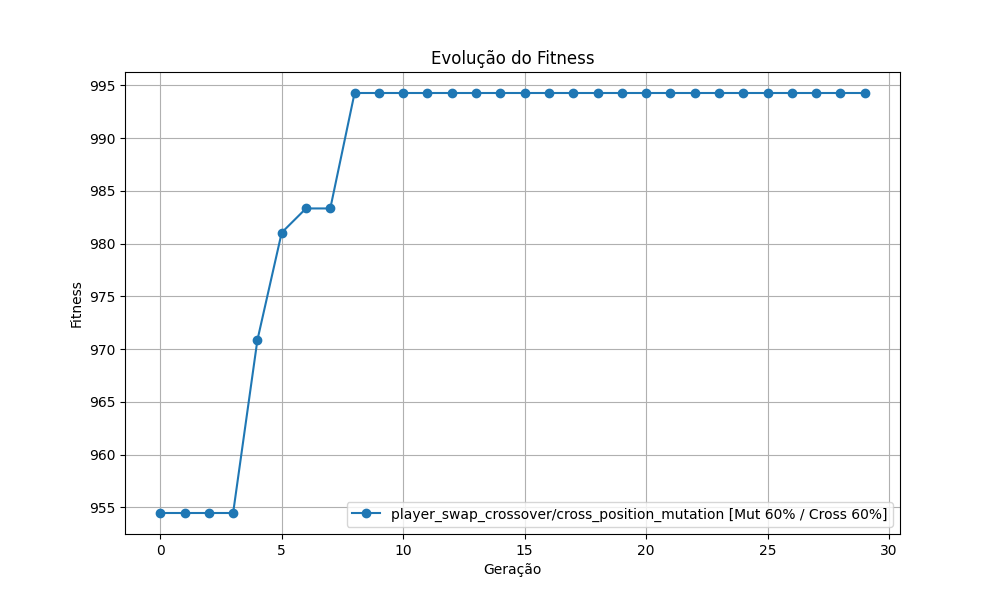 Evolução do Fitness
995
990
985
980
975
970
965
960
955
Fitness
player_swap_crossover/cross_position_mutation [Mut 60% / Cross 60%]
0 5 10 15 20 25 30
Geração